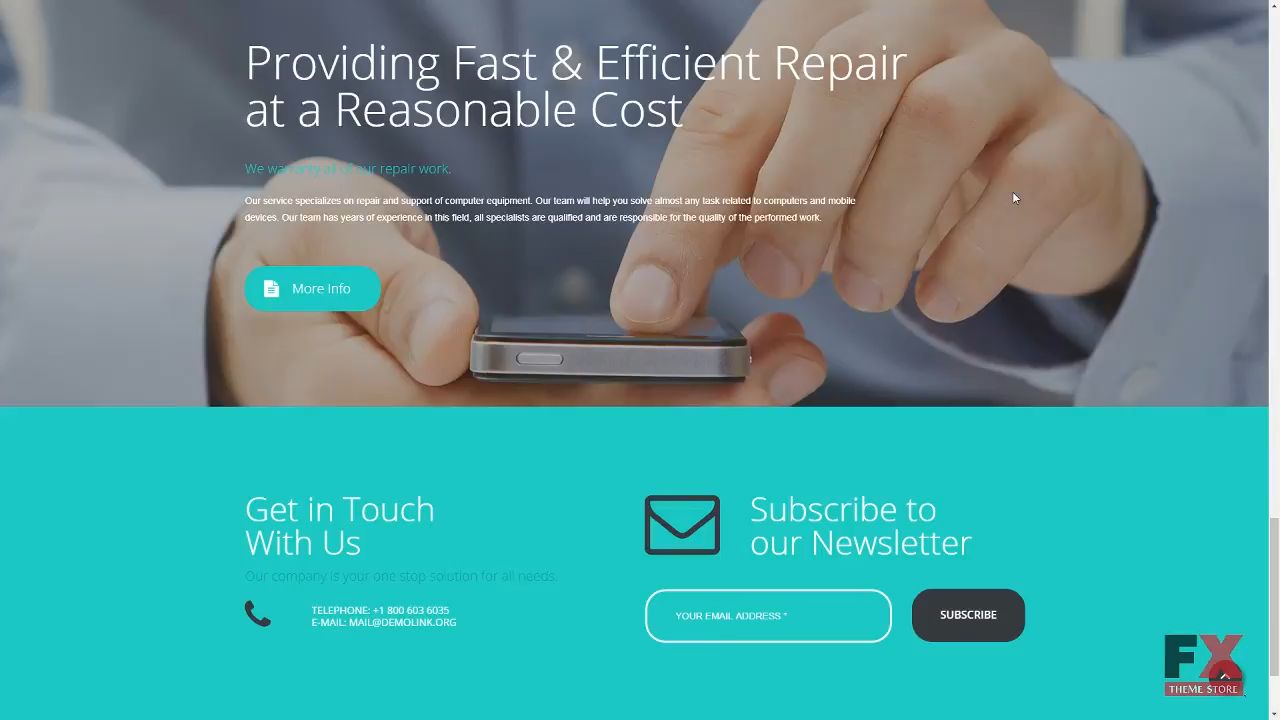 Providing Fast & Efficient Repair
at a Reasonable Cost
We warranty all of our repair work.
Our service specializes on repair and support of computer equipment. Our team will help you solve almost any task related to computers and mobile
devices. Our team has years of experience in this field, all specialists are qualified and are responsible for the quality of the performed work.
More Info
Get in Touch
With Us
Our company is your one stop solution for all needs.
TELEPHONE: +1 800 603 6035
E-MAIL: MAIL@DEMOLINK.ORG
Subscribe to
our Newsletter
YOUR EMAIL ADDRESS *
SUBSCRIBE
FX
THEME STORE